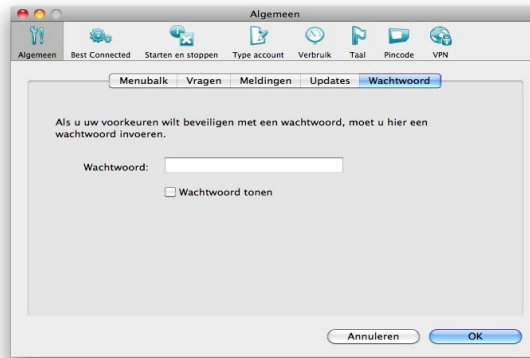 Algemeen
Algemeen Best Connected Starten en stoppen Type account Verbruik Taal Pincode VPN
Menubalk Vragen Meldingen Updates Wachtwoord
Als u uw voorkeuren wilt beveiligen met een wachtwoord, moet u hier een
wachtwoord invoeren.
Wachtwoord:
Wachtwoord tonen
Annuleren OK